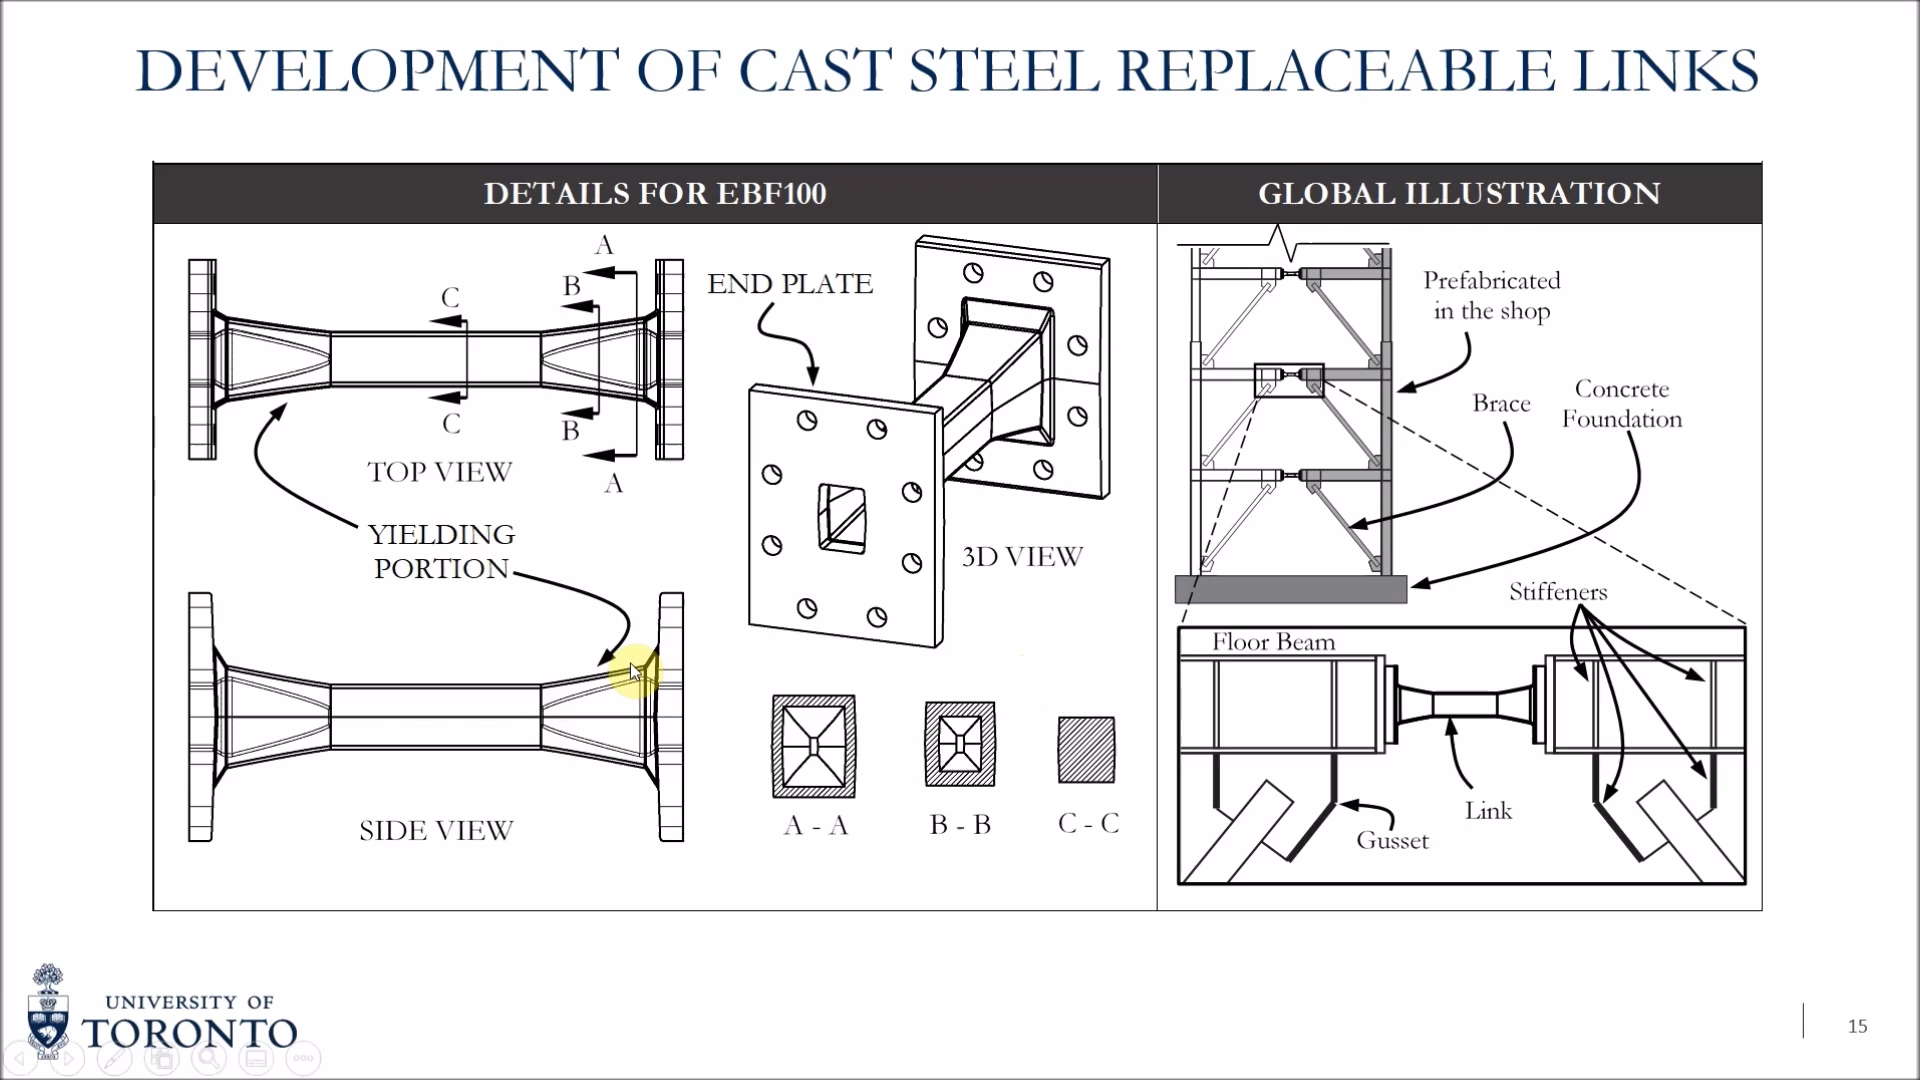 DEVELOPMENT OF CAST STEEL REPLACEABLE LINKS
DETAILS FOR EBF100
GLOBAL ILLUSTRATION
A
B
C
C
B
A
TOP VIEW
YIELDING
PORTION
SIDE VIEW
END PLATE
3D VIEW
A - A
B - B
C - C
Prefabricated
in the shop
Brace
Concrete
Foundation
Stiffeners
Floor Beam
Link
Gusset
UNIVERSITY OF
TORONTO
15